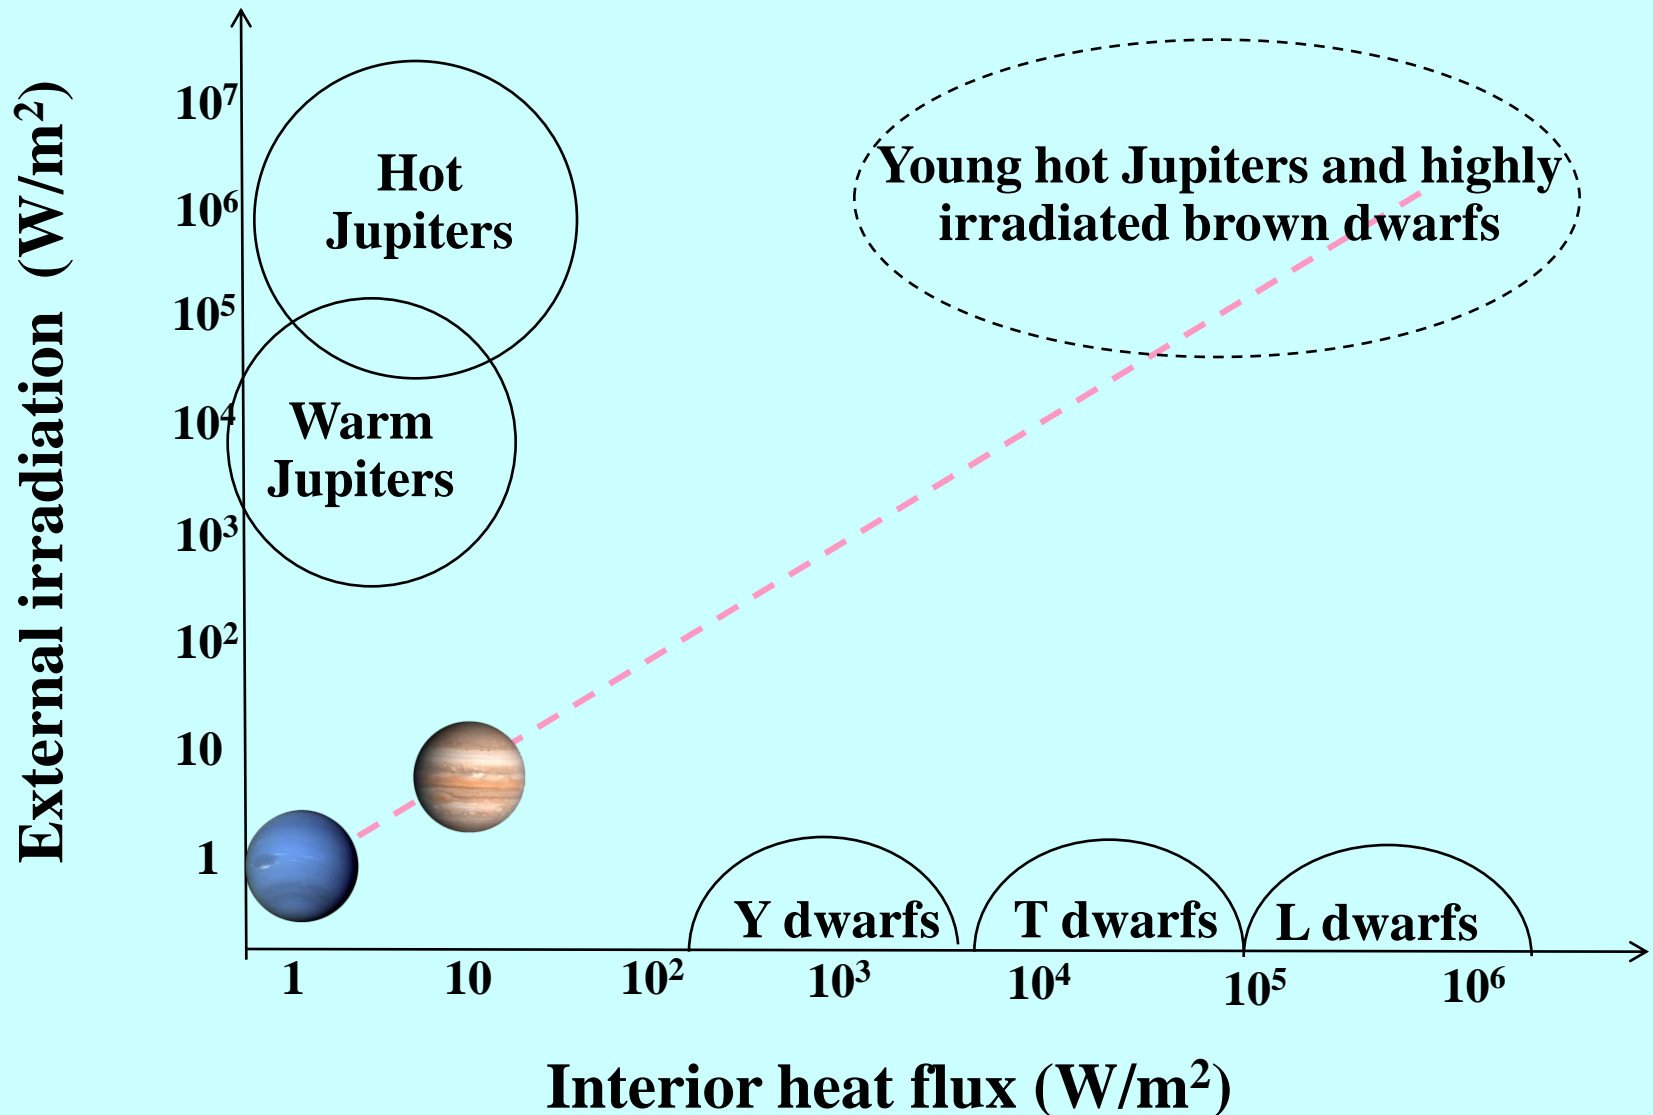 External irradiation (W/m²)
10⁷
10⁶
10⁵
10⁴
10³
10²
10
1
Hot
Jupiters
Warm
Jupiters
Young hot Jupiters and highly
irradiated brown dwarfs
Y dwarfs
T dwarfs
L dwarfs
1 10 10² 10³ 10⁴ 10⁵ 10⁶
Interior heat flux (W/m²)